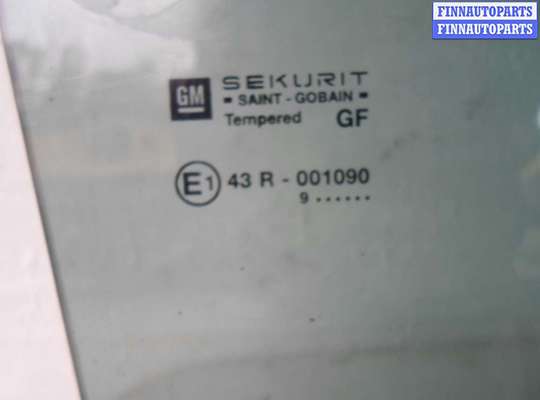 FINNAUTOPARTS
FINNAUTOPARTS
GM
SEKURIT
SAINT - GOBAIN
Tempered GF
E1 43 R - 001090
9 ......